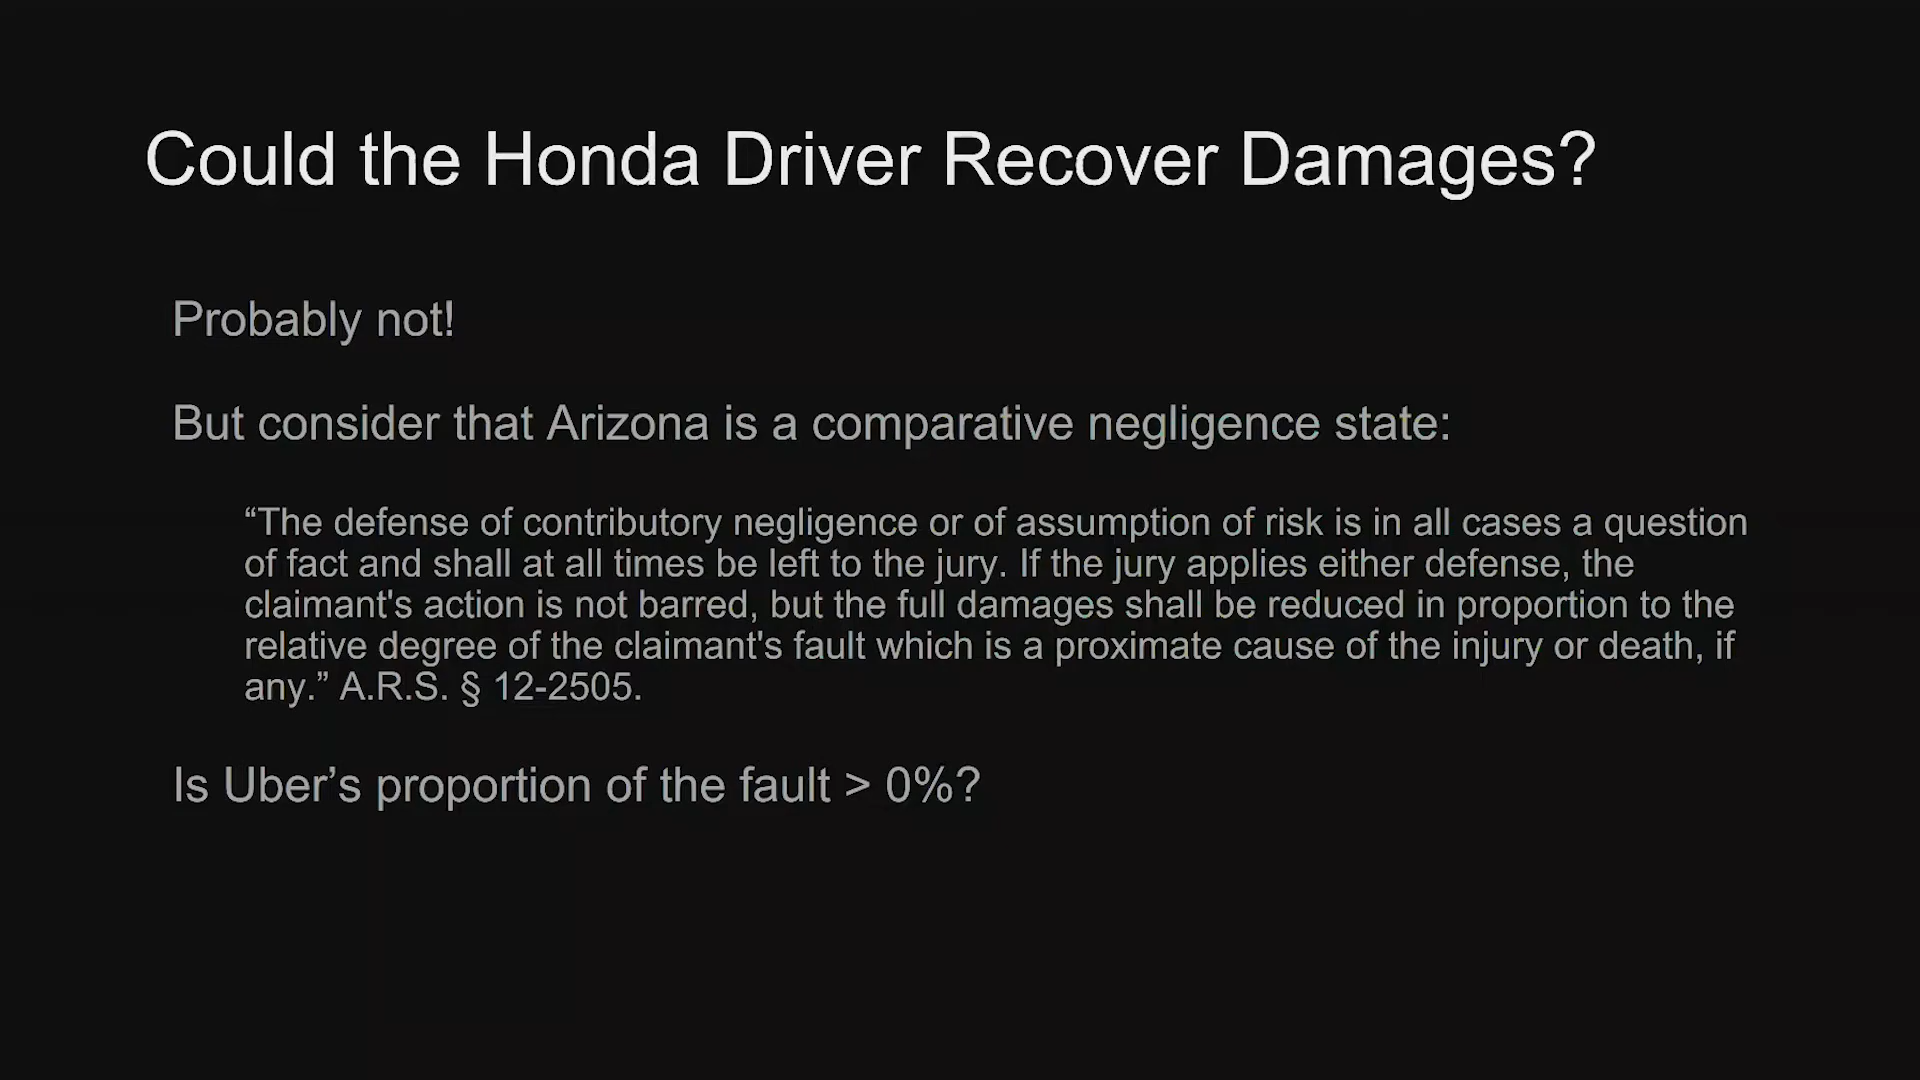 Could the Honda Driver Recover Damages?
Probably not!
But consider that Arizona is a comparative negligence state:
“The defense of contributory negligence or of assumption of risk is in all cases a question
of fact and shall at all times be left to the jury. If the jury applies either defense, the
claimant's action is not barred, but the full damages shall be reduced in proportion to the
relative degree of the claimant's fault which is a proximate cause of the injury or death, if
any.” A.R.S. § 12-2505.
Is Uber’s proportion of the fault > 0%?